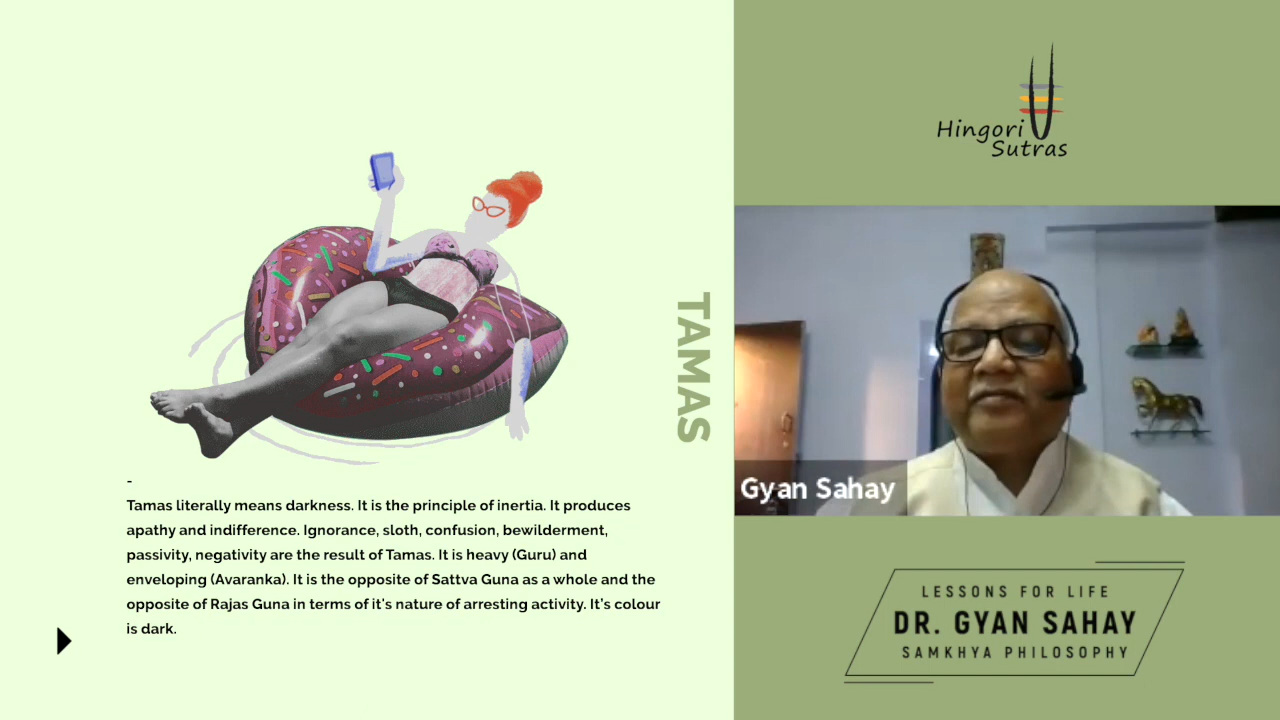 TAMAS
-
Tamas literally means darkness. It is the principle of inertia. It produces
apathy and indifference. Ignorance, sloth, confusion, bewilderment,
passivity, negativity are the result of Tamas. It is heavy (Guru) and
enveloping (Avaranka). It is the opposite of Sattva Guna as a whole and the
opposite of Rajas Guna in terms of it's nature of arresting activity. It's colour
is dark.
Hingori
Sutras
Gyan Sahay
LESSONS FOR LIFE
DR. GYAN SAHAY
SAMKHYA PHILOSOPHY